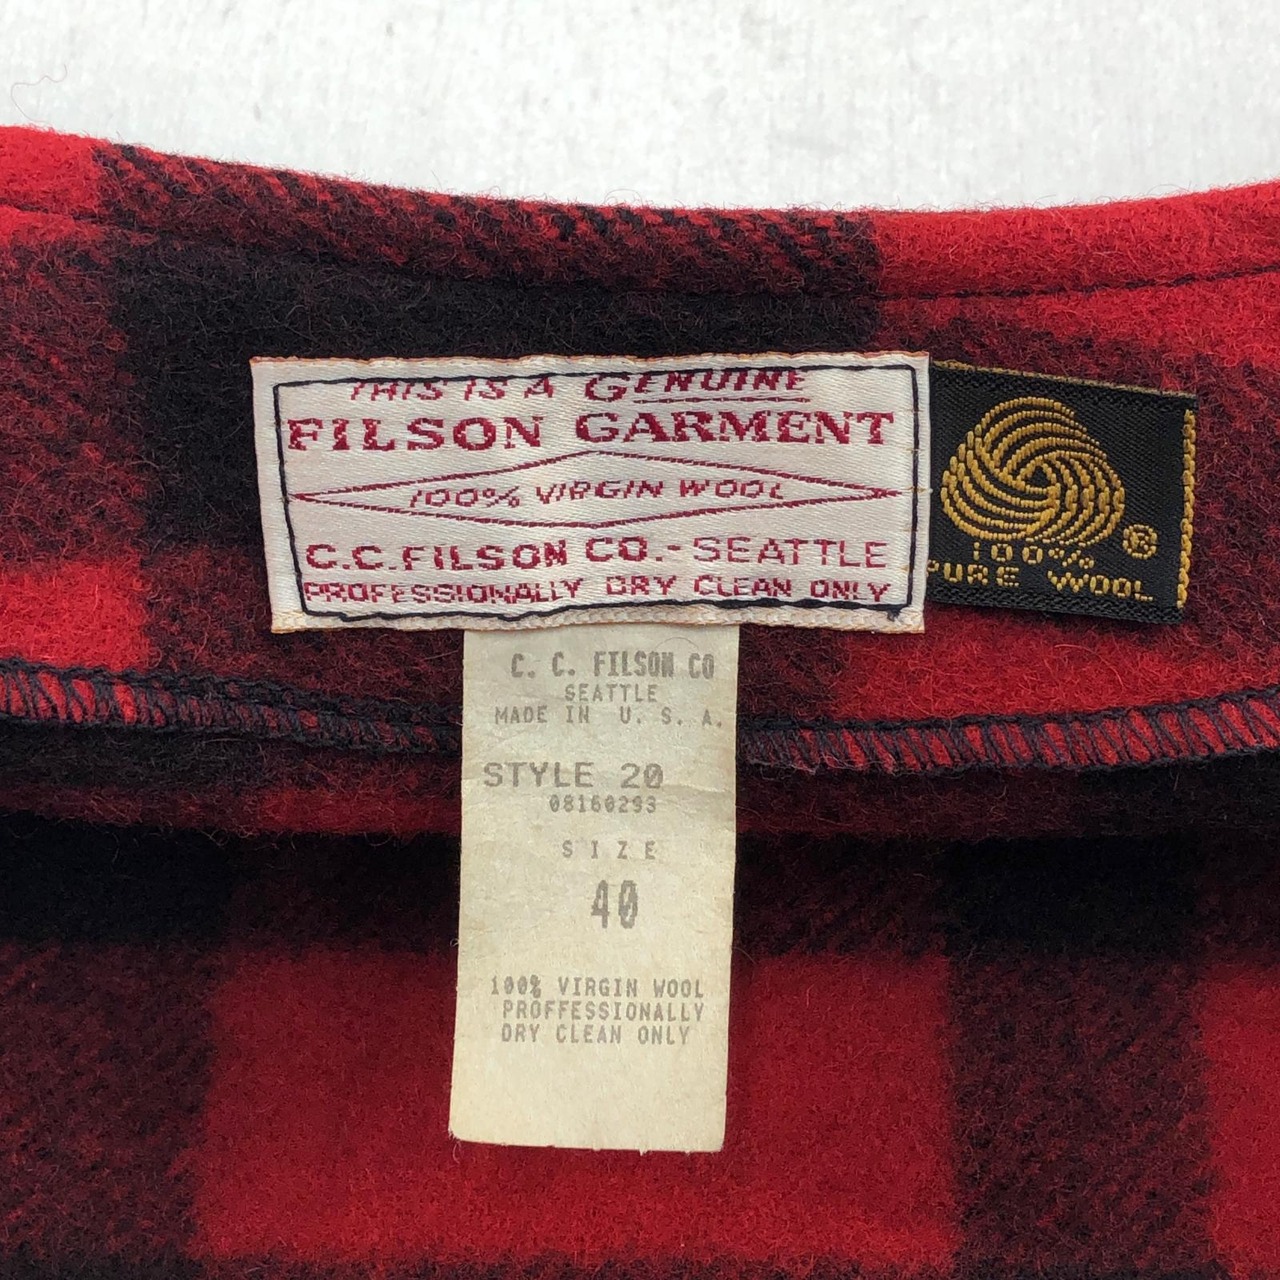 THIS IS A GENUINE
FILSON GARMENT
100% VIRGIN WOOL
C.C.FILSON CO.-SEATTLE
PROFESSIONALLY DRY CLEAN ONLY
®
100%
PURE WOOL
C. C. FILSON CO
SEATTLE
MADE IN U. S. A.
STYLE 20
08160293
SIZE
40
100% VIRGIN WOOL
PROFFESSIONALLY
DRY CLEAN ONLY